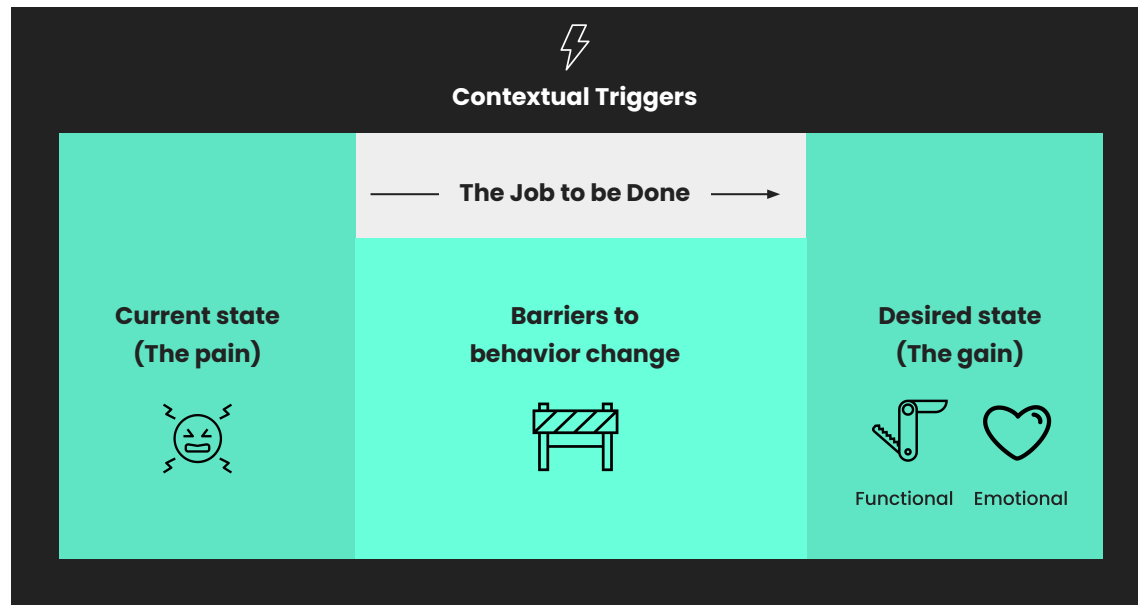 Contextual Triggers
The Job to be Done
Current state
(The pain)
Barriers to
behavior change
Desired state
(The gain)
Functional
Emotional